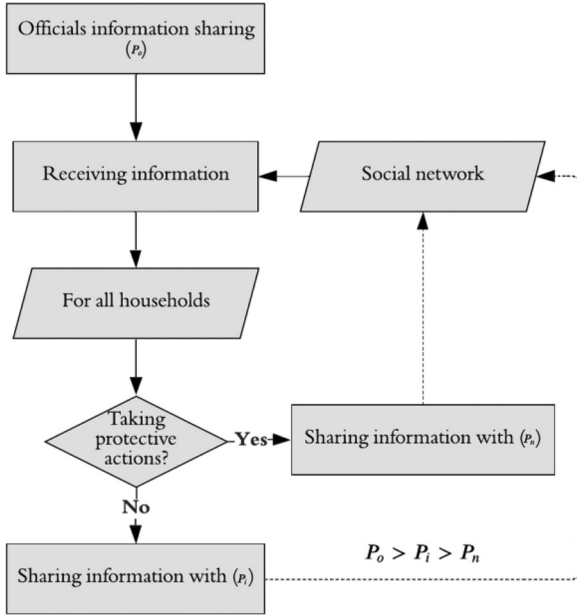 Officials information sharing
(Pₒ)
Receiving information
Social network
For all households
Taking
protective
actions?
Yes
Sharing information with (Pₙ)
No
Sharing information with (Pᵢ)
Pₒ > Pᵢ > Pₙ